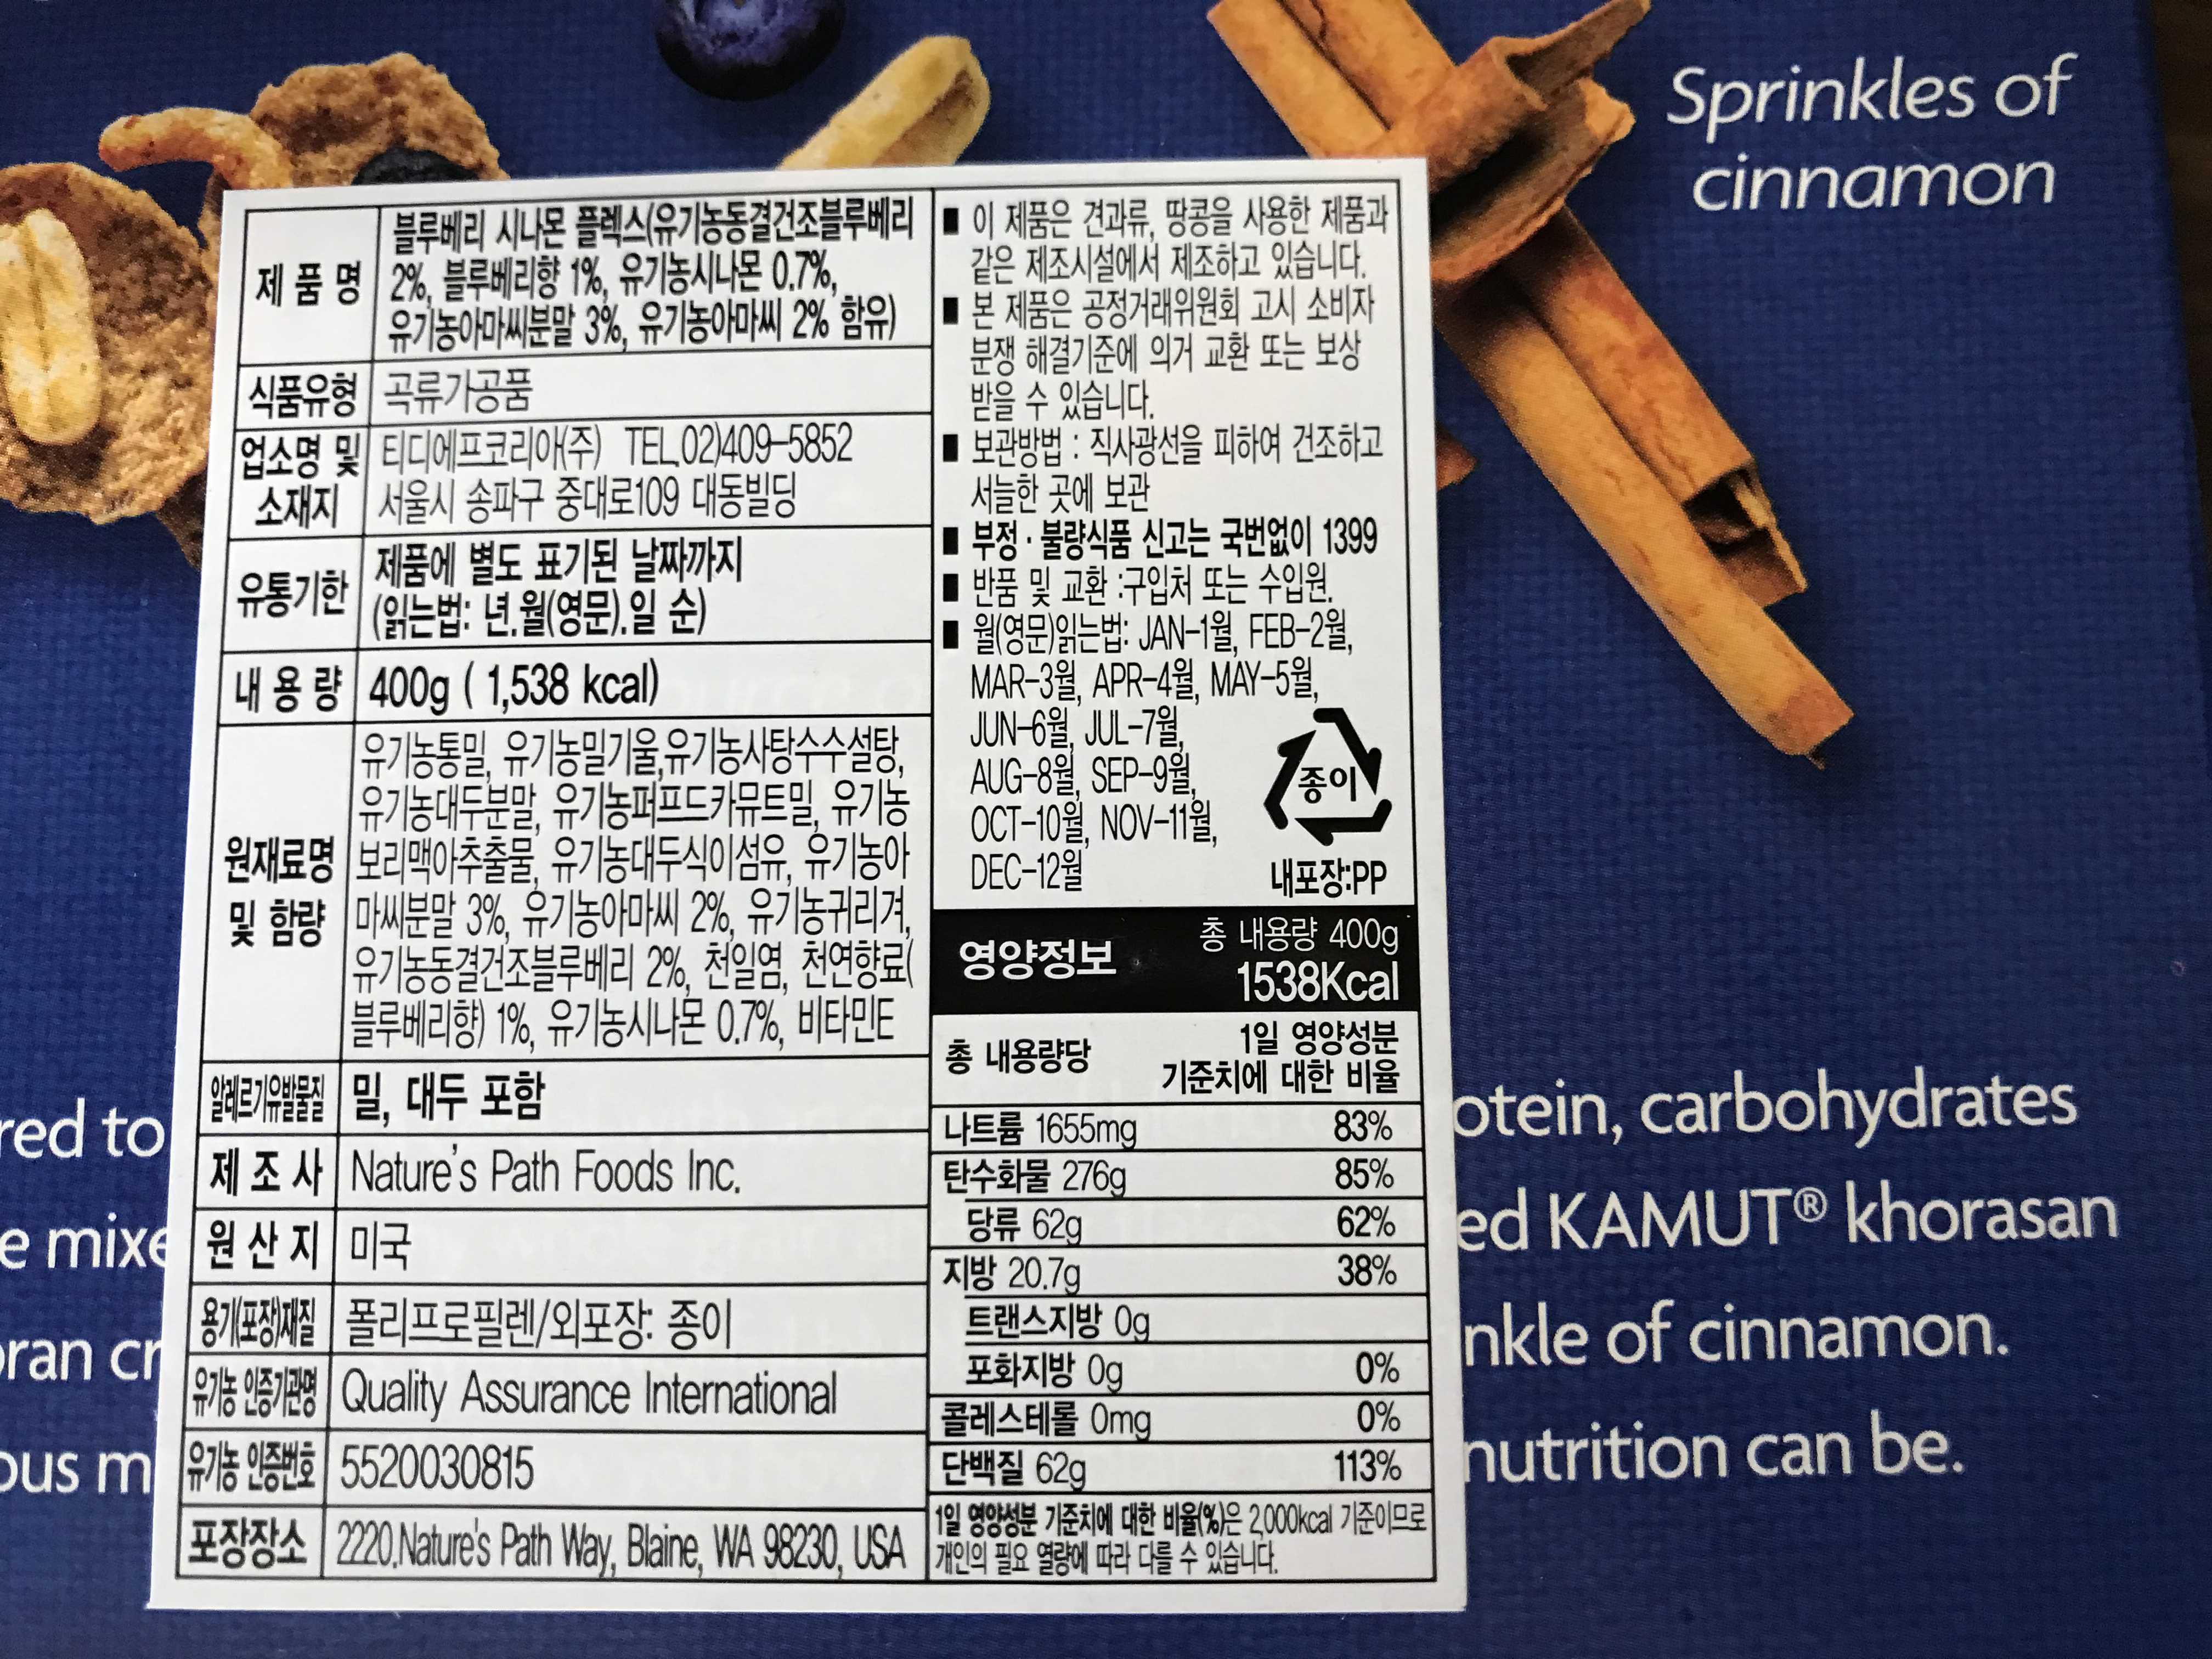 Sprinkles of
cinnamon
제 품 명
블루베리 시나몬 플렉스(유기농동결건조블루베리
2%, 블루베리향 1%, 유기농시나몬 0.7%,
유기농아마씨분말 3%, 유기농아마씨 2% 함유)
식품유형
곡류가공품
업소명 및
소재지
티디에프코리아(주) TEL.02)409-5852
서울시 송파구 중대로109 대동빌딩
유통기한
제품에 별도 표기된 날짜까지
(읽는법: 년.월(영문).일 순)
내 용 량
400g ( 1,538 kcal)
원재료명
및 함량
유기농통밀, 유기농밀기울,유기농사탕수수설탕,
유기농대두분말, 유기농퍼프드카뮤트밀, 유기농
보리맥아추출물, 유기농대두식이섬유, 유기농아
마씨분말 3%, 유기농아마씨 2%, 유기농귀리겨,
유기농동결건조블루베리 2%, 천일염, 천연향료(
블루베리향) 1%, 유기농시나몬 0.7%, 비타민E
알레르기유발물질
밀, 대두 포함
제 조 사
Nature's Path Foods Inc.
원 산 지
미국
용기(포장)재질
폴리프로필렌/외포장: 종이
유기농 인증기관명
Quality Assurance International
유기농 인증번호
5520030815
포장장소
2220,Nature's Path Way, Blaine, WA 98230, USA
■ 이 제품은 견과류, 땅콩을 사용한 제품과
같은 제조시설에서 제조하고 있습니다.
■ 본 제품은 공정거래위원회 고시 소비자
분쟁 해결기준에 의거 교환 또는 보상
받을 수 있습니다.
■ 보관방법 : 직사광선을 피하여 건조하고
서늘한 곳에 보관
■ 부정·불량식품 신고는 국번없이 1399
■ 반품 및 교환 :구입처 또는 수입원.
■ 월(영문)읽는법: JAN-1월, FEB-2월,
MAR-3월, APR-4월, MAY-5월,
JUN-6월, JUL-7월,
AUG-8월, SEP-9월,
OCT-10월, NOV-11월,
DEC-12월
종이
내포장:PP
영양정보
총 내용량 400g
1538Kcal
총 내용량당
1일 영양성분
기준치에 대한 비율
나트륨 1655mg 83%
탄수화물 276g 85%
당류 62g 62%
지방 20.7g 38%
트랜스지방 0g
포화지방 0g 0%
콜레스테롤 0mg 0%
단백질 62g 113%
1일 영양성분 기준치에 대한 비율(%)은 2,000kcal 기준이므로
개인의 필요 열량에 따라 다를 수 있습니다.
red to
e mixe
ran cr
ous m
otein, carbohydrates
ed KAMUT® khorasan
nkle of cinnamon.
nutrition can be.